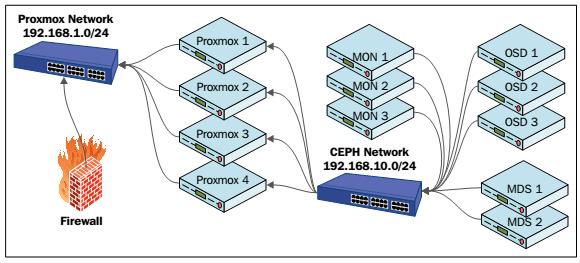 Proxmox Network
192.168.1.0/24
Proxmox 1
Proxmox 2
Proxmox 3
Proxmox 4
Firewall
MON 1
MON 2
MON 3
CEPH Network
192.168.10.0/24
OSD 1
OSD 2
OSD 3
MDS 1
MDS 2